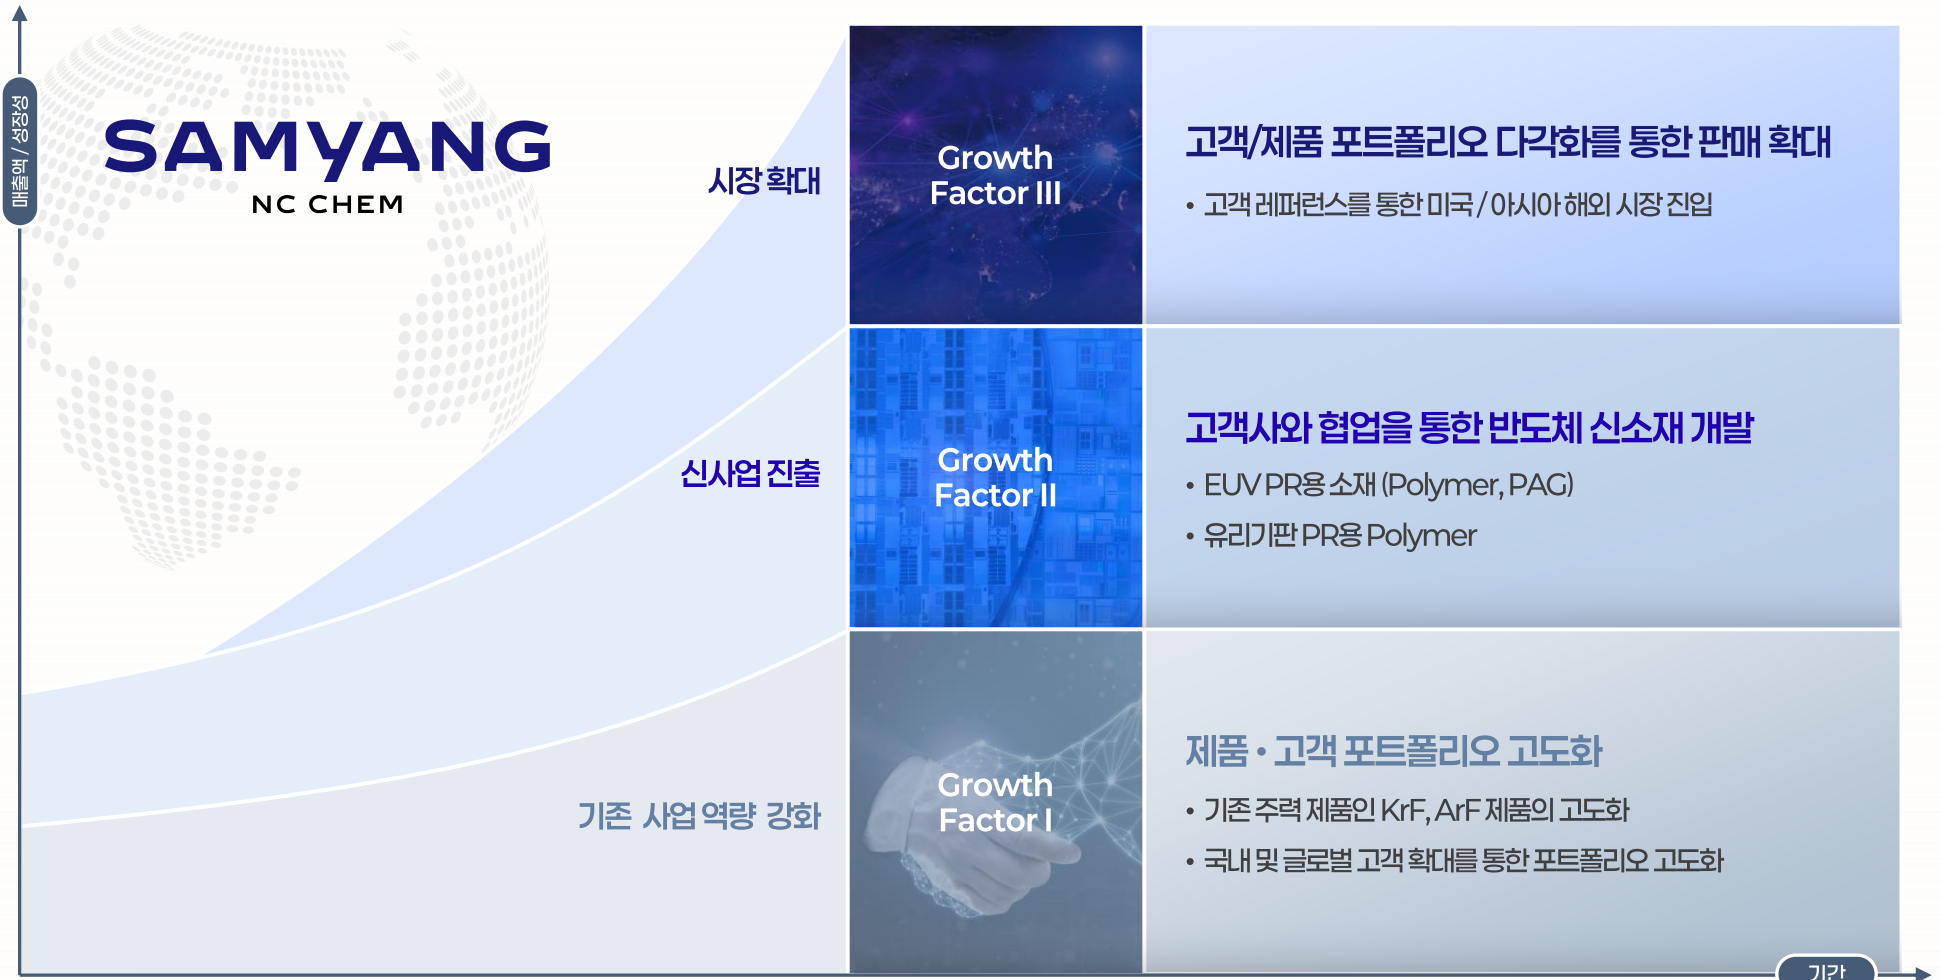 매출액 / 성장성
SAMYANG
NC CHEM
시장 확대
Growth
Factor III
고객/제품 포트폴리오 다각화를 통한 판매 확대
• 고객 레퍼런스를 통한 미국 / 아시아 해외 시장 진입
신사업 진출
Growth
Factor II
고객사와 협업을 통한 반도체 신소재 개발
• EUV PR용 소재 (Polymer, PAG)
• 유리기판 PR용 Polymer
기존 사업 역량 강화
Growth
Factor I
제품 • 고객 포트폴리오 고도화
• 기존 주력 제품인 KrF, ArF 제품의 고도화
• 국내 및 글로벌 고객 확대를 통한 포트폴리오 고도화
기간